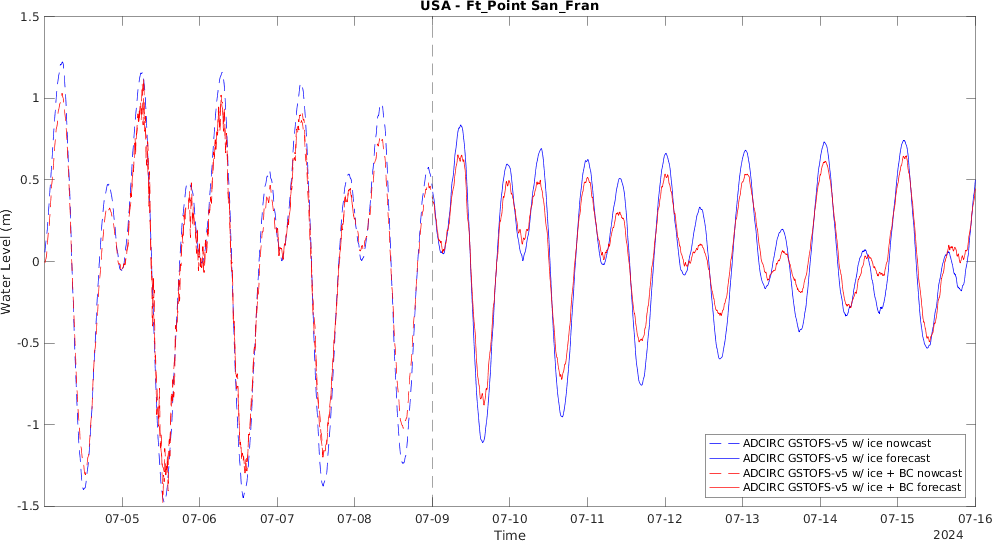 USA - Ft_Point San_Fran
1.5
1
0.5
0
-0.5
-1
-1.5
Water Level (m)
ADCIRC GSTOFS-v5 w/ ice nowcast
ADCIRC GSTOFS-v5 w/ ice forecast
ADCIRC GSTOFS-v5 w/ ice + BC nowcast
ADCIRC GSTOFS-v5 w/ ice + BC forecast
07-05 07-06 07-07 07-08 07-09 07-10 07-11 07-12 07-13 07-14 07-15 07-16
Time
2024